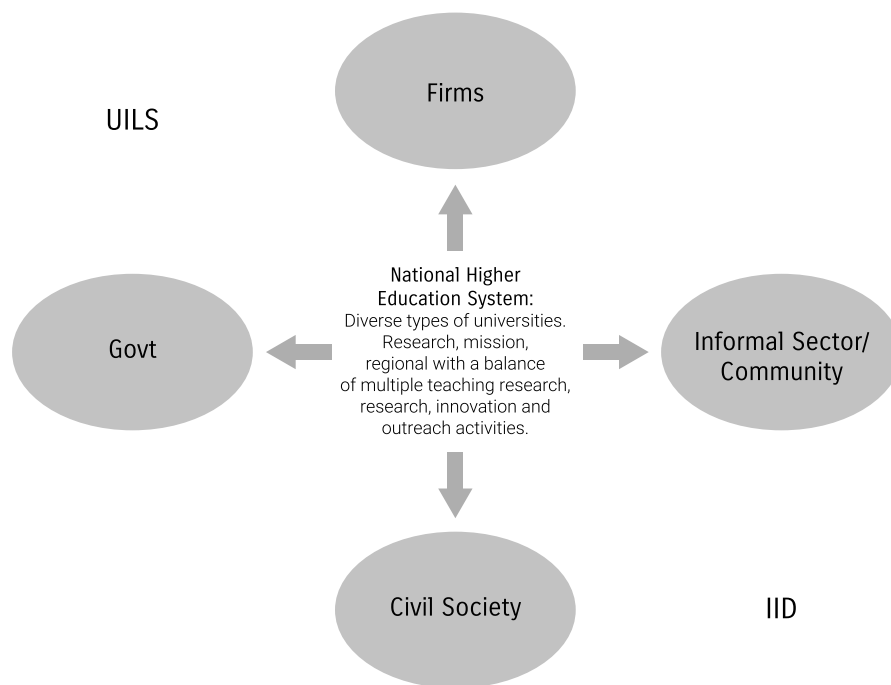 Firms
UILS
National Higher
Education System:
Diverse types of universities.
Research, mission,
regional with a balance
of multiple teaching research,
research, innovation and
outreach activities.
Govt
Informal Sector/
Community
Civil Society
IID